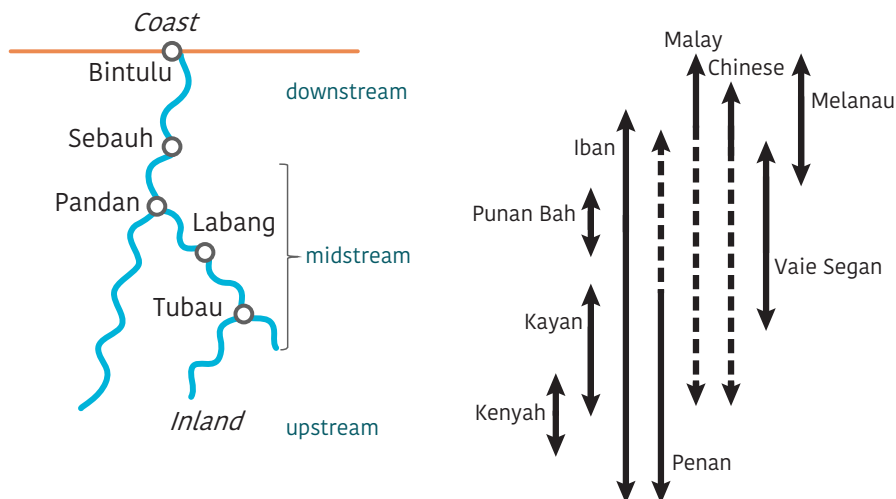 Coast
Bintulu
downstream
Sebauh
Pandan
Labang
midstream
Tubau
Inland
upstream
Malay
Chinese
Melanau
Iban
Punan Bah
Vaie Segan
Kayan
Kenyah
Penan